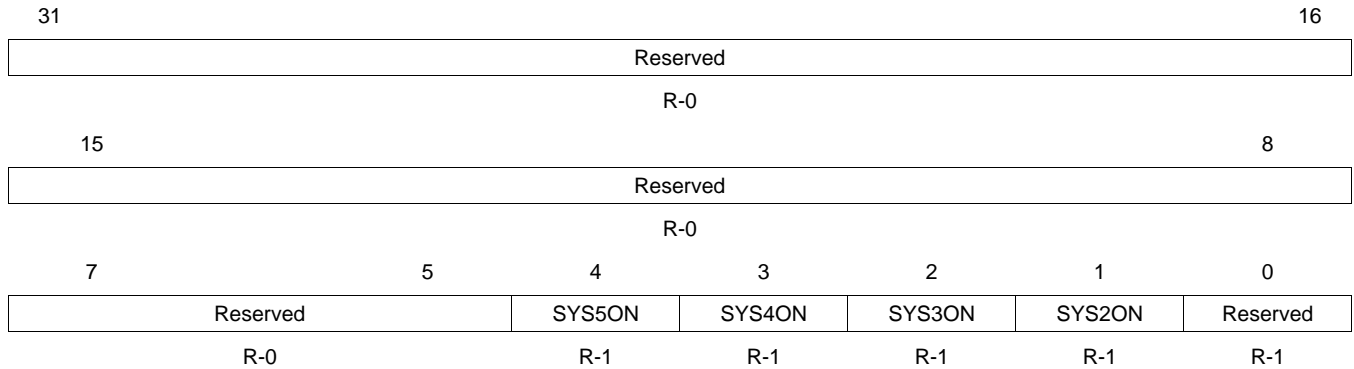 31 16
Reserved
R-0
15 8
Reserved
R-0
7 5 4 3 2 1 0
Reserved SYS5ON SYS4ON SYS3ON SYS2ON Reserved
R-0 R-1 R-1 R-1 R-1 R-1